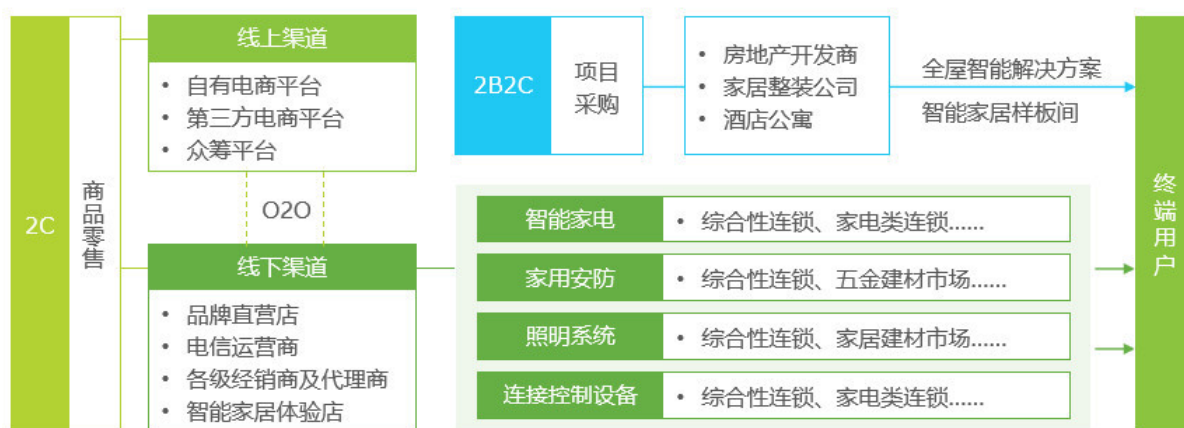 2C
商品零售
线上渠道
• 自有电商平台
• 第三方电商平台
• 众筹平台
O2O
线下渠道
• 品牌直营店
• 电信运营商
• 各级经销商及代理商
• 智能家居体验店
2B2C
项目
采购
• 房地产开发商
• 家居整装公司
• 酒店公寓
全屋智能解决方案
智能家居样板间
智能家电
• 综合性连锁、家电类连锁......
家用安防
• 综合性连锁、五金建材市场......
照明系统
• 综合性连锁、家居建材市场......
连接控制设备
• 综合性连锁、家电类连锁......
终端用户